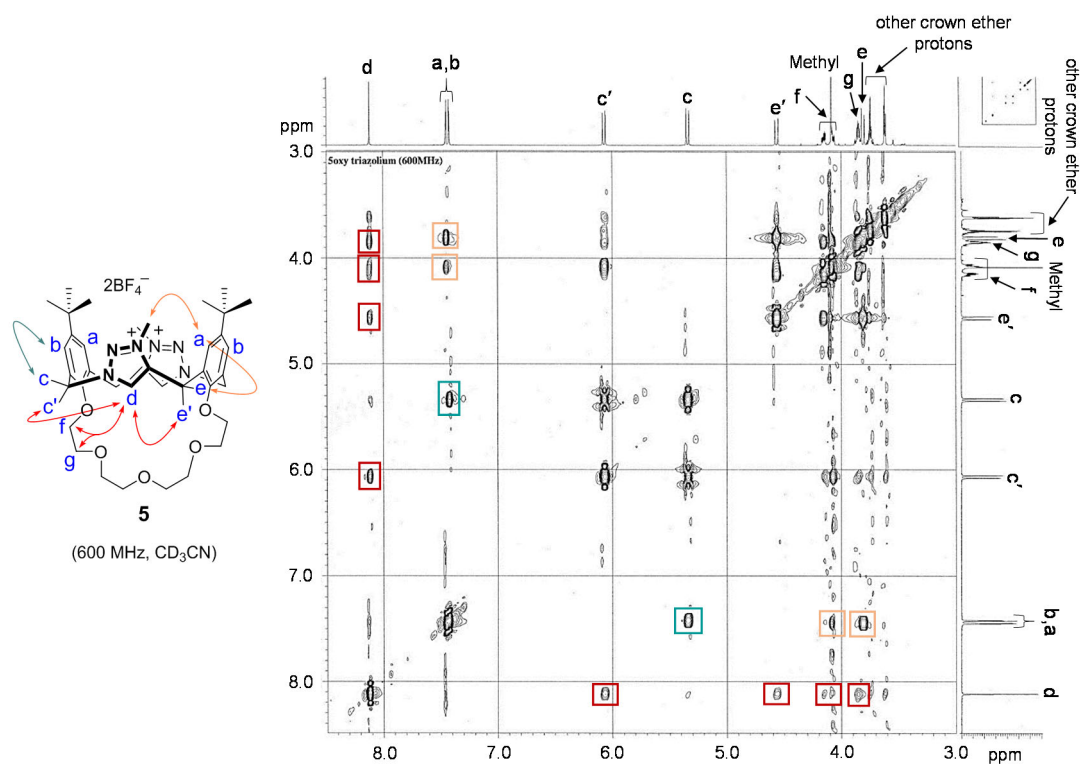 other crown ether
protons
Methyl
e
g
f
d
a,b
c′
c
e′
ppm
3.0
5oxy triazolium (600MHz)
4.0
5.0
6.0
7.0
8.0
8.0
7.0
6.0
5.0
4.0
3.0
ppm
other crown ether
protons
e
g
Methyl
f
e′
c
c′
b,a
d
2BF4−
+
+
N
N
N
N
N
N
a
b
a
b
c
c′
d
e
e′
f
g
O
O
O
O
O
O
5
(600 MHz, CD3CN)